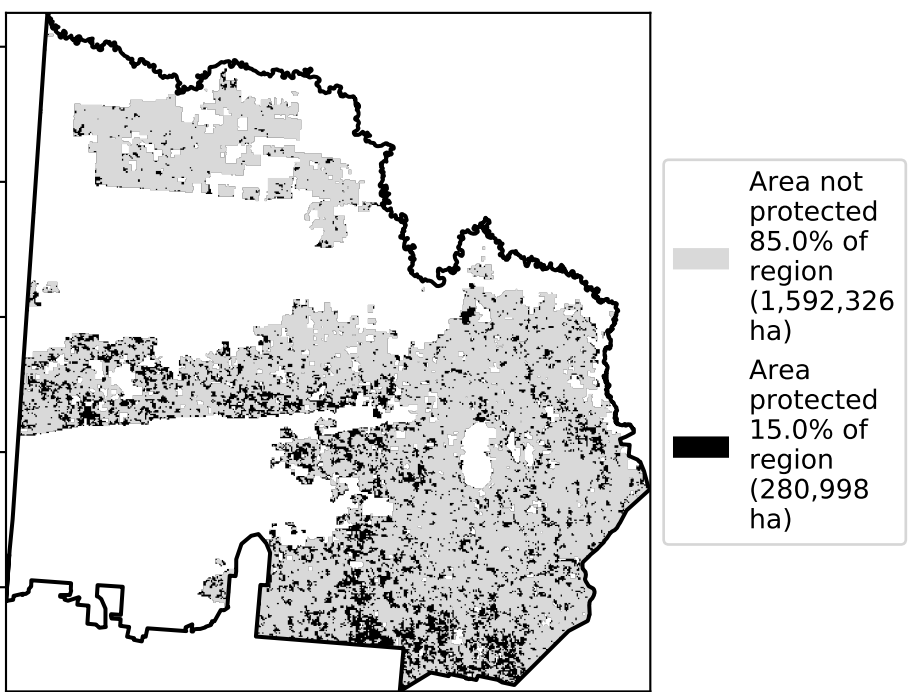 Area not
protected
85.0% of
region
(1,592,326
ha)
Area
protected
15.0% of
region
(280,998
ha)